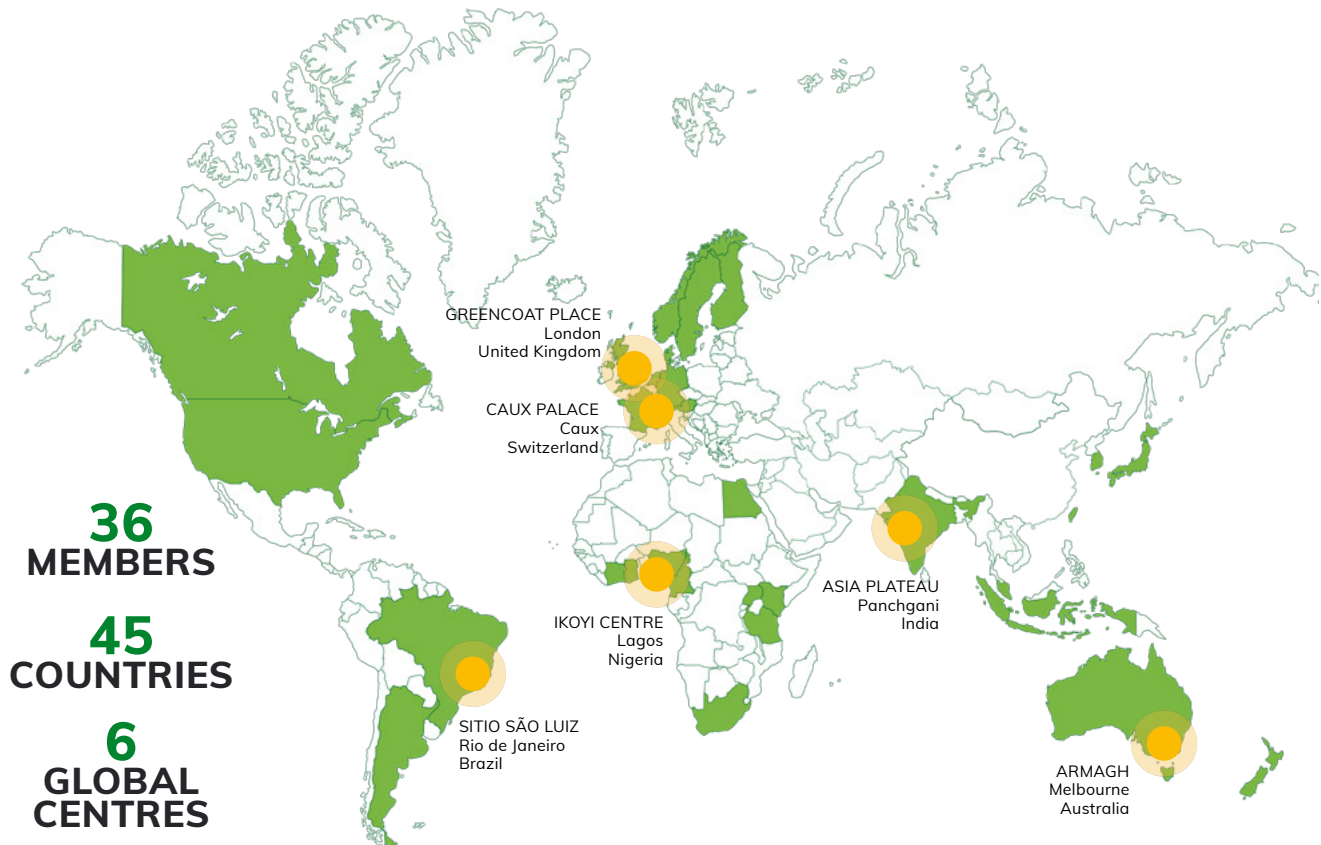 GREENCOAT PLACE
London
United Kingdom
CAUX PALACE
Caux
Switzerland
36
MEMBERS
45
COUNTRIES
6
GLOBAL
CENTRES
IKOYI CENTRE
Lagos
Nigeria
ASIA PLATEAU
Panchgani
India
SITIO SÃO LUIZ
Rio de Janeiro
Brazil
ARMAGH
Melbourne
Australia